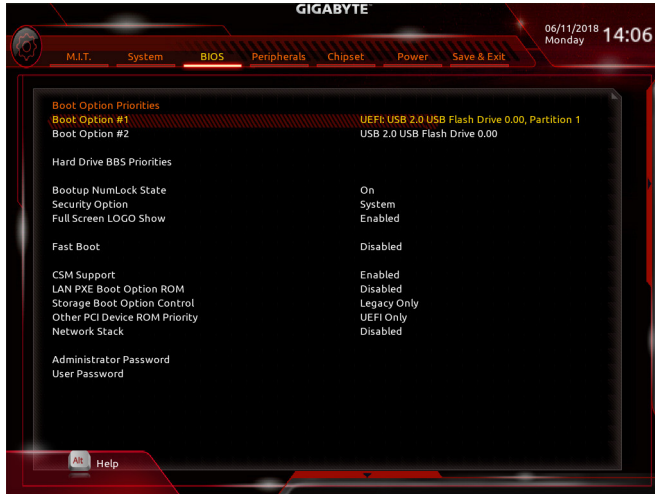 GIGABYTE™
06/11/2018 14:06
Monday
M.I.T. System BIOS Peripherals Chipset Power Save & Exit
Boot Option Priorities
Boot Option #1 UEFI: USB 2.0 USB Flash Drive 0.00, Partition 1
Boot Option #2 USB 2.0 USB Flash Drive 0.00
Hard Drive BBS Priorities
Bootup NumLock State On
Security Option System
Full Screen LOGO Show Enabled
Fast Boot Disabled
CSM Support Enabled
LAN PXE Boot Option ROM Disabled
Storage Boot Option Control Legacy Only
Other PCI Device ROM Priority UEFI Only
Network Stack Disabled
Administrator Password
User Password
Alt Help